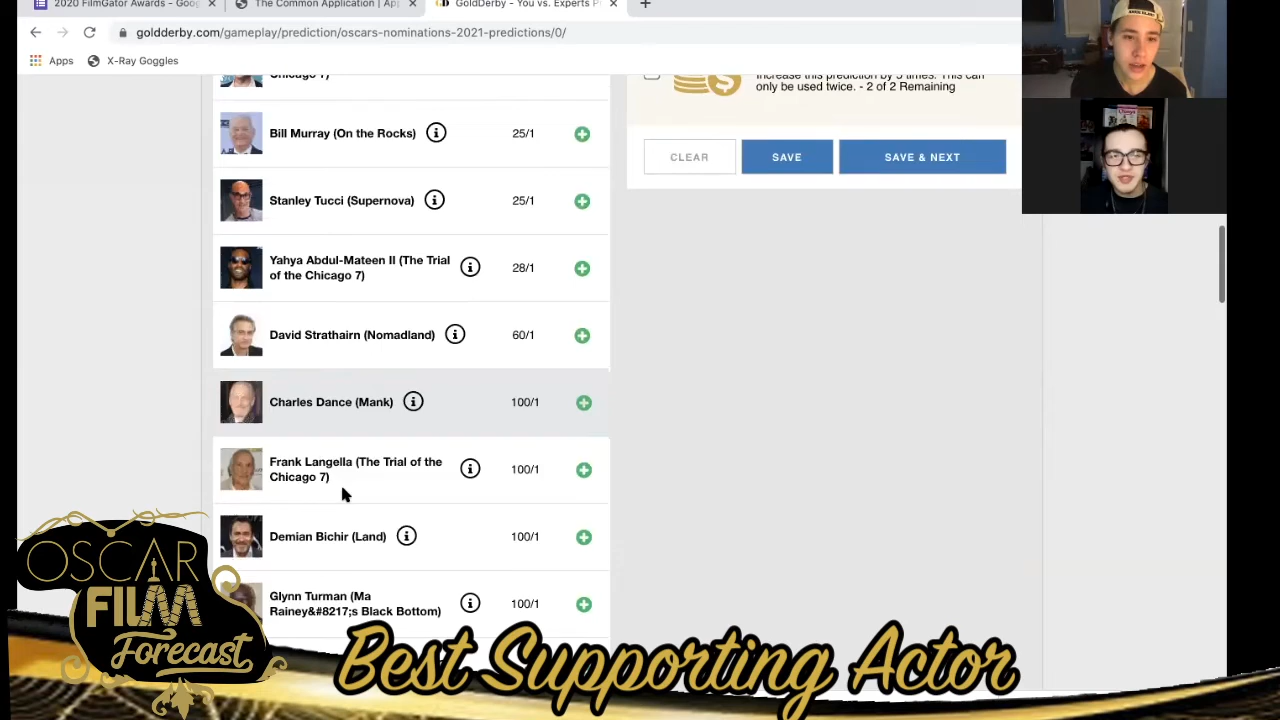 2020 FilmGator Awards - Goog
The Common Application | App
GoldDerby - You vs. Experts P
goldderby.com/gameplay/prediction/oscars-nominations-2021-predictions/0/
Apps
X-Ray Goggles
Chicago 7)
Increase this prediction by 5 times. This can
only be used twice. - 2 of 2 Remaining
Bill Murray (On the Rocks) 25/1
CLEAR SAVE SAVE & NEXT
Stanley Tucci (Supernova) 25/1
Yahya Abdul-Mateen II (The Trial
of the Chicago 7) 28/1
David Strathairn (Nomadland) 60/1
Charles Dance (Mank) 100/1
Frank Langella (The Trial of the
Chicago 7) 100/1
Demian Bichir (Land) 100/1
Glynn Turman (Ma
Rainey&#8217;s Black Bottom) 100/1
OSCAR
FILM
Forecast
Best Supporting Actor